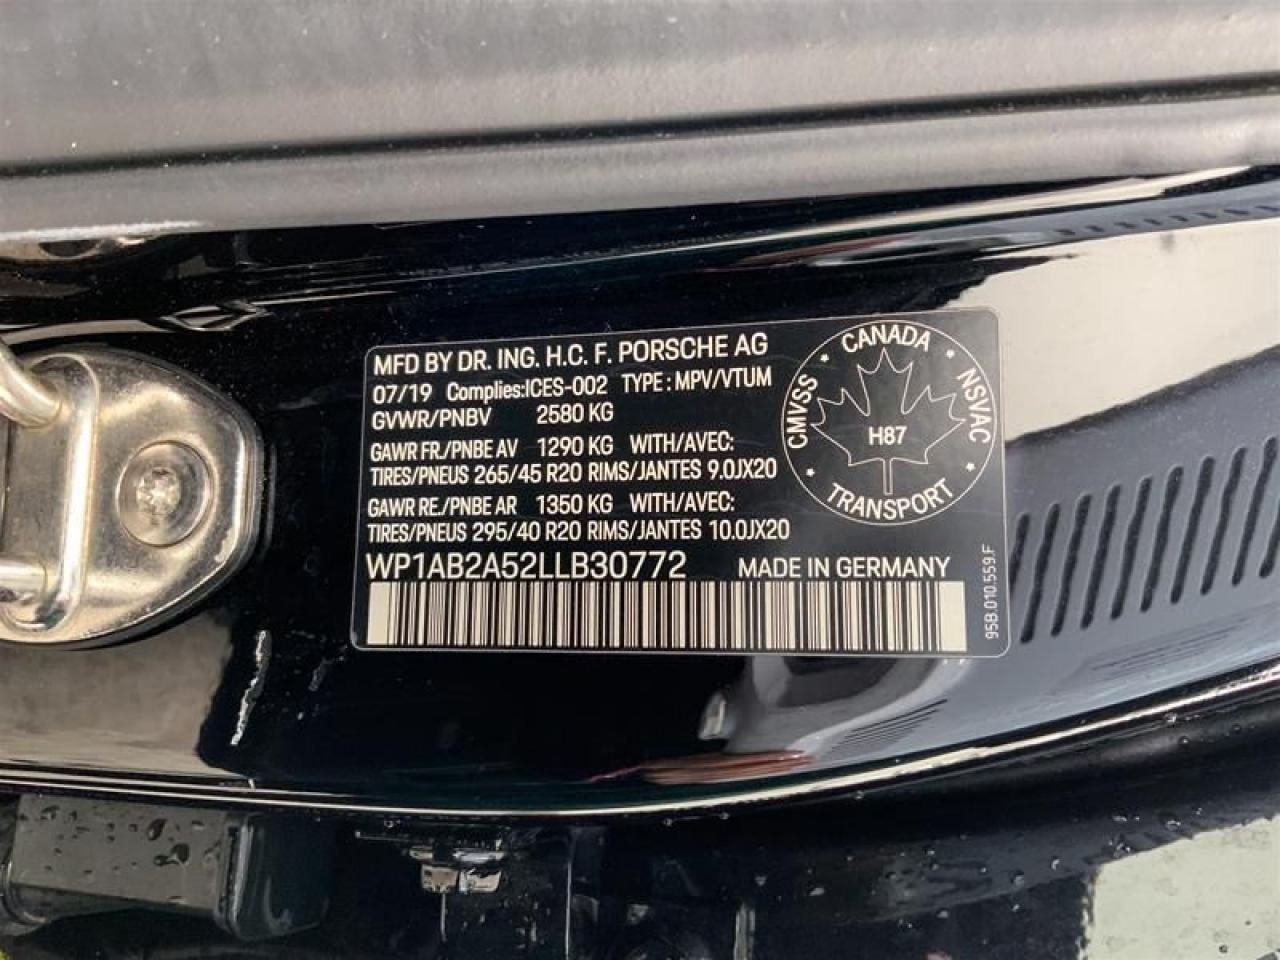 MFD BY DR. ING. H.C. F. PORSCHE AG
07/19 Complies:ICES-002 TYPE : MPV/VTUM
GVWR/PNBV 2580 KG
GAWR FR./PNBE AV 1290 KG WITH/AVEC:
TIRES/PNEUS 265/45 R20 RIMS/JANTES 9.0JX20
GAWR RE./PNBE AR 1350 KG WITH/AVEC:
TIRES/PNEUS 295/40 R20 RIMS/JANTES 10.0JX20
WP1AB2A52LLB30772 MADE IN GERMANY
CANADA
CMVSS
NSVAC
H87
TRANSPORT
95B.010.559.F